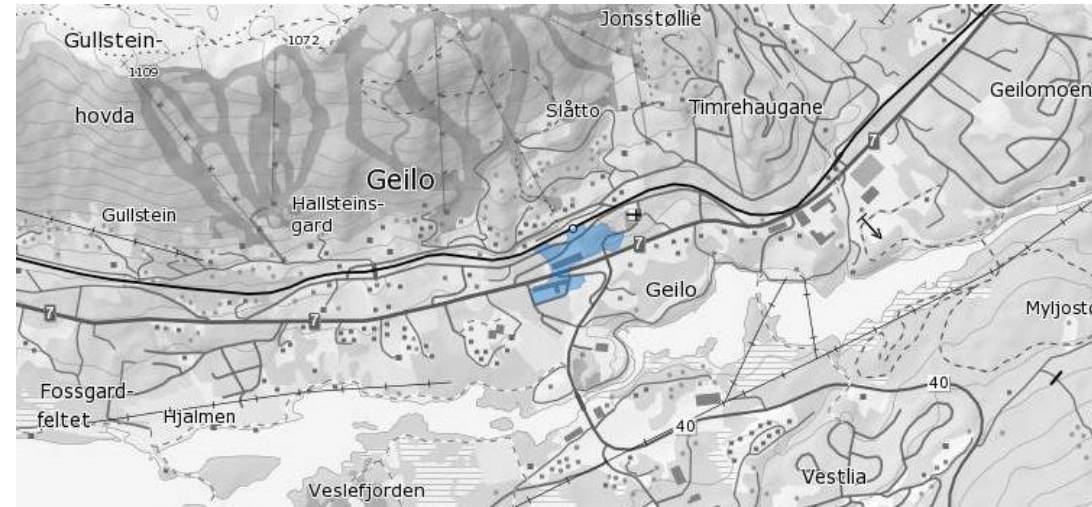 Jonsstøllie
Gullstein-
hovda
1072
1109
Slåtto
Timrehaugane
Geilomoen
7
Geilo
Gullstein
Hallsteins-
gard
7
Geilo
7
7
Fossgard-
feltet
Hjalmen
40
40
Veslefjorden
Vestlia